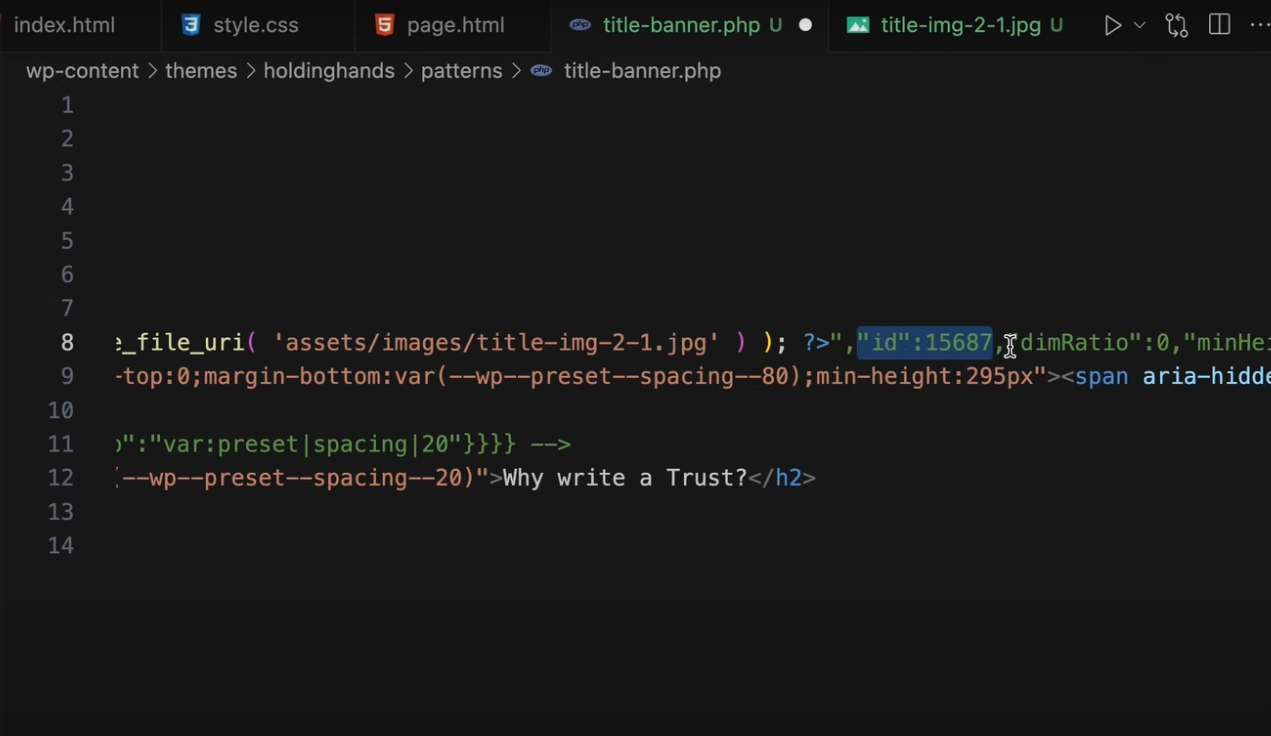 index.html style.css page.html title-banner.php U title-img-2-1.jpg U
wp-content > themes > holdinghands > patterns > title-banner.php
1
2
3
4
5
6
7
8 e_file_uri( 'assets/images/title-img-2-1.jpg' ) ); ?>","id":15687,"dimRatio":0,"minHei
9 -top:0;margin-bottom:var(--wp--preset--spacing--80);min-height:295px"><span aria-hidde
10
11 p":"var:preset|spacing|20"}}}} -->
12 (--wp--preset--spacing--20)">Why write a Trust?</h2>
13
14